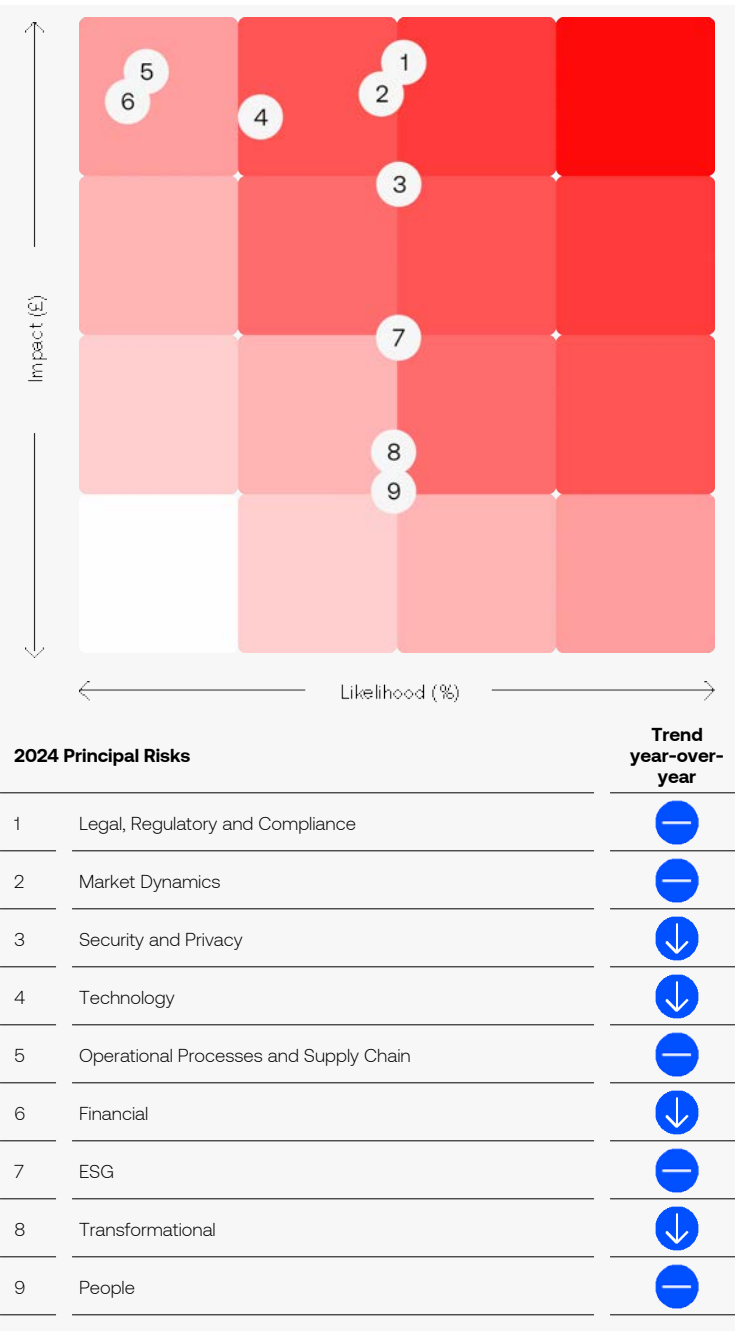 5
1
6
2
4
3
Impact (£)
7
8
9
Likelihood (%)
2024 Principal Risks
Trend
year-over-
year
1 Legal, Regulatory and Compliance
2 Market Dynamics
3 Security and Privacy
4 Technology
5 Operational Processes and Supply Chain
6 Financial
7 ESG
8 Transformational
9 People